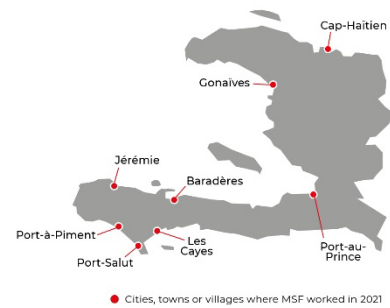 Cap-Haïtien
Gonaïves
Jérémie
Baradères
Port-à-Piment
Les
Cayes
Port-Salut
Port-au-
Prince
Cities, towns or villages where MSF worked in 2021